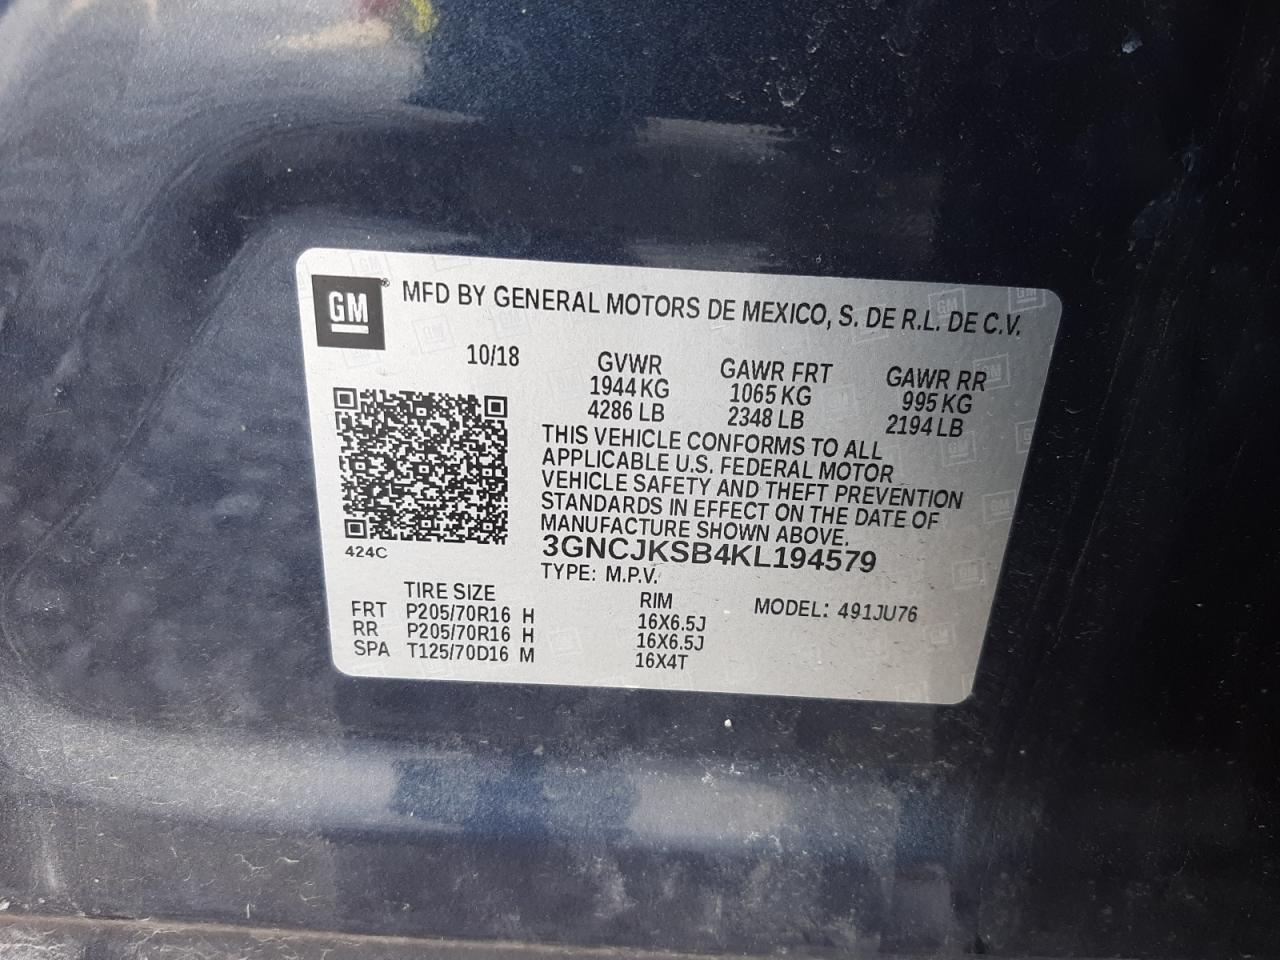 GM® MFD BY GENERAL MOTORS DE MEXICO, S. DE R.L. DE C.V.
10/18 GVWR GAWR FRT GAWR RR
1944 KG 1065 KG 995 KG
4286 LB 2348 LB 2194 LB
THIS VEHICLE CONFORMS TO ALL
APPLICABLE U.S. FEDERAL MOTOR
VEHICLE SAFETY AND THEFT PREVENTION
STANDARDS IN EFFECT ON THE DATE OF
MANUFACTURE SHOWN ABOVE.
424C
3GNCJKSB4KL194579
TYPE: M.P.V.
TIRE SIZE RIM MODEL: 491JU76
FRT P205/70R16 H 16X6.5J
RR P205/70R16 H 16X6.5J
SPA T125/70D16 M 16X4T